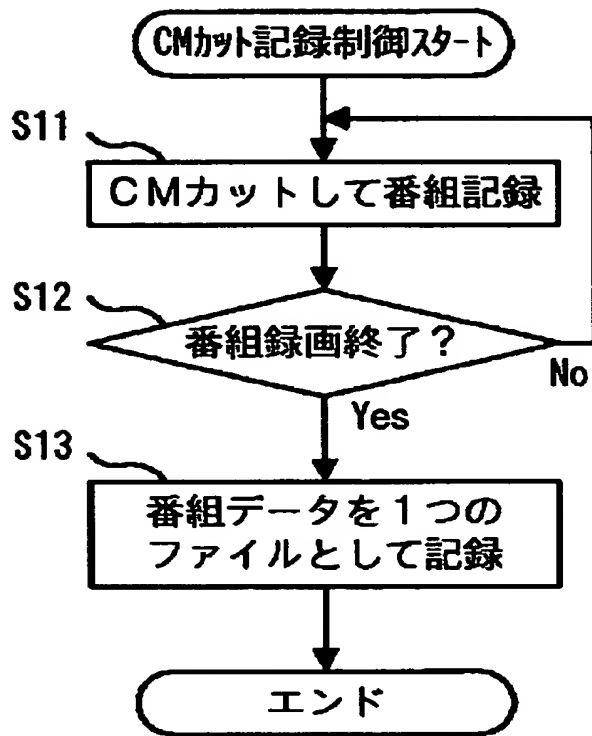 CMカット記録制御スタート
S11
CMカットして番組記録
S12
番組録画終了?
No
Yes
S13
番組データを1つの
ファイルとして記録
エンド